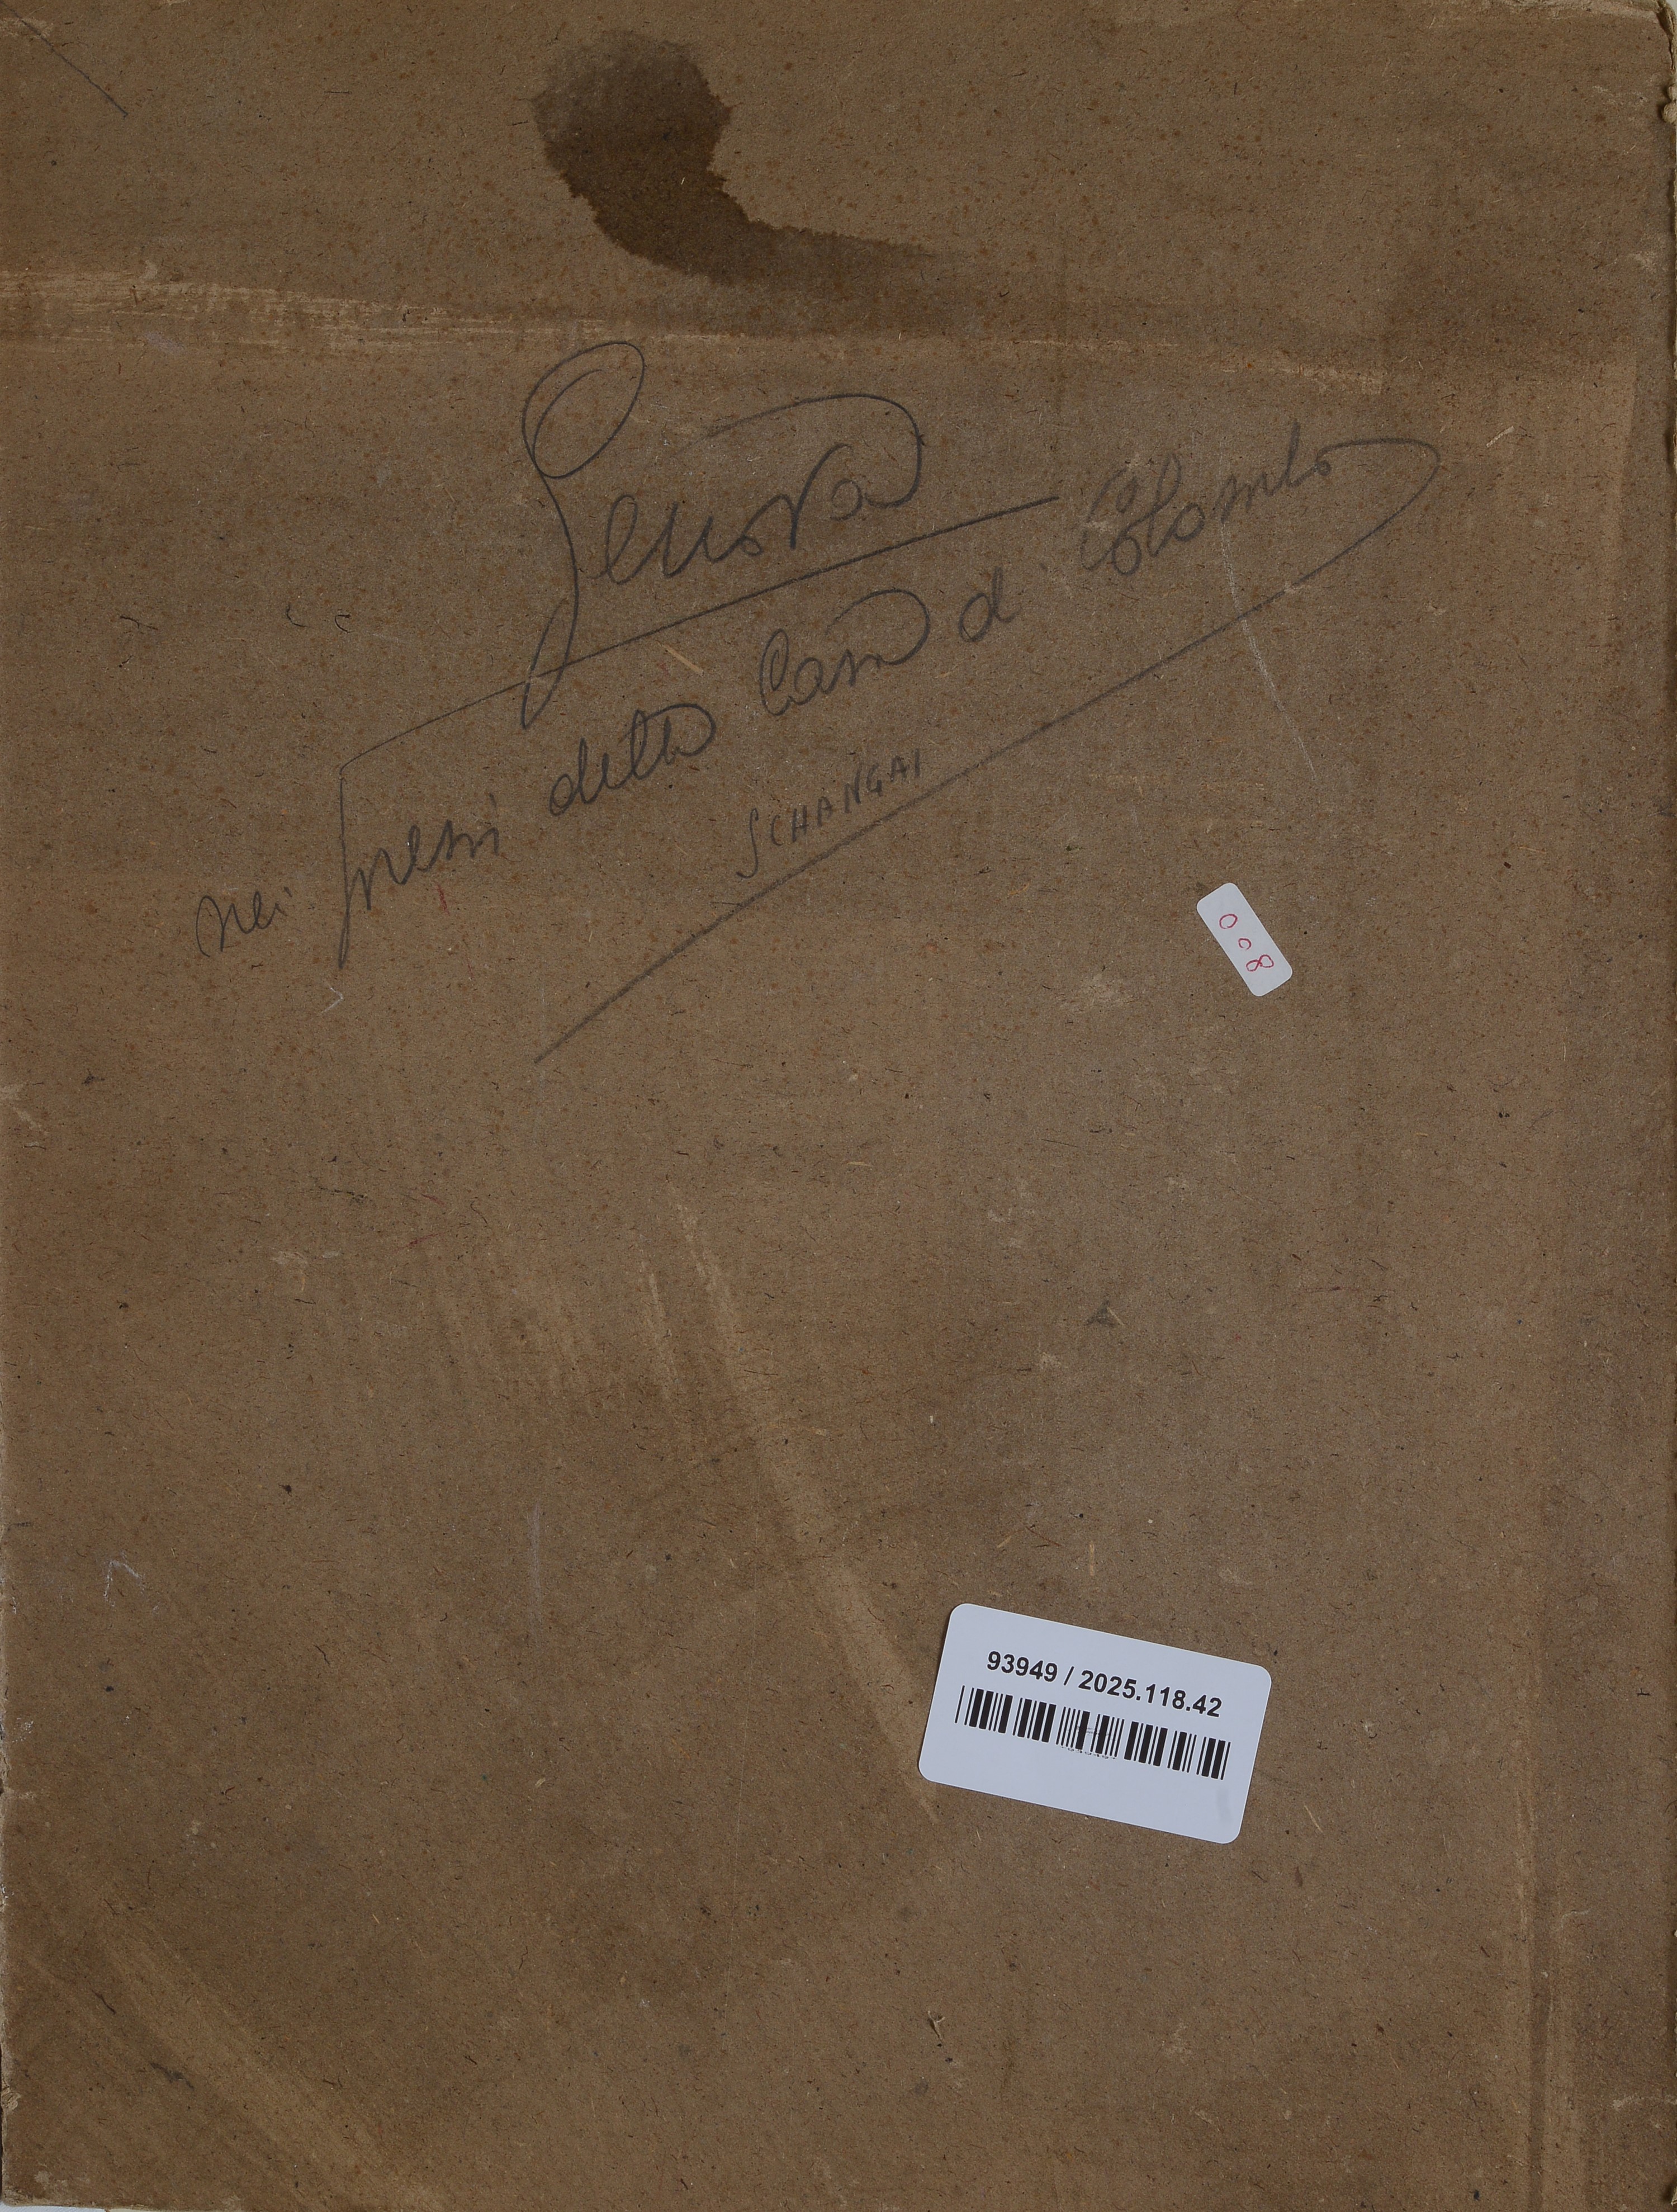 Genova
nei pressi della Casa di Colombo
SCHANGAI
008
93949 / 2025.118.42